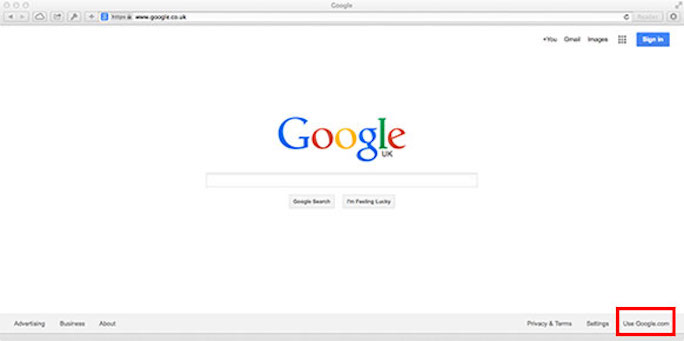 Google
https www.google.co.uk Reader
+You Gmail Images Sign in
Google
UK
Google Search I'm Feeling Lucky
Advertising Business About Privacy & Terms Settings Use Google.com